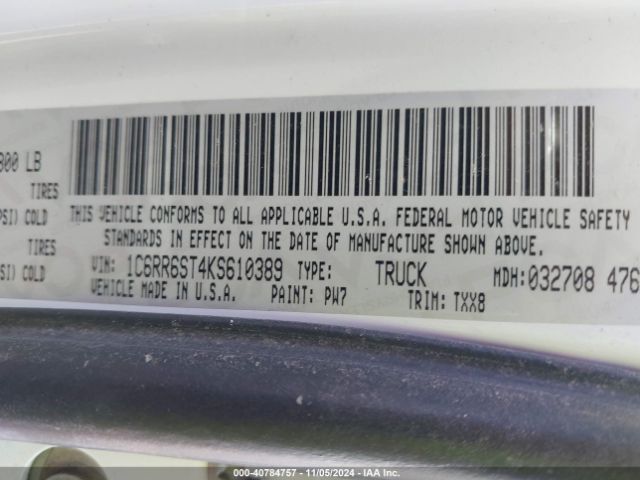 800 LB
TIRES
PSI) COLD
TIRES
SI) COLD
THIS VEHICLE CONFORMS TO ALL APPLICABLE U.S.A. FEDERAL MOTOR VEHICLE SAFETY
STANDARDS IN EFFECT ON THE DATE OF MANUFACTURE SHOWN ABOVE.
VIN: 1C6RR6ST4KS610389 TYPE: TRUCK MDH:032708 476
VEHICLE MADE IN U.S.A. PAINT: PW7 TRIM: TXX8
000-40784757 - 11/05/2024 - IAA Inc.